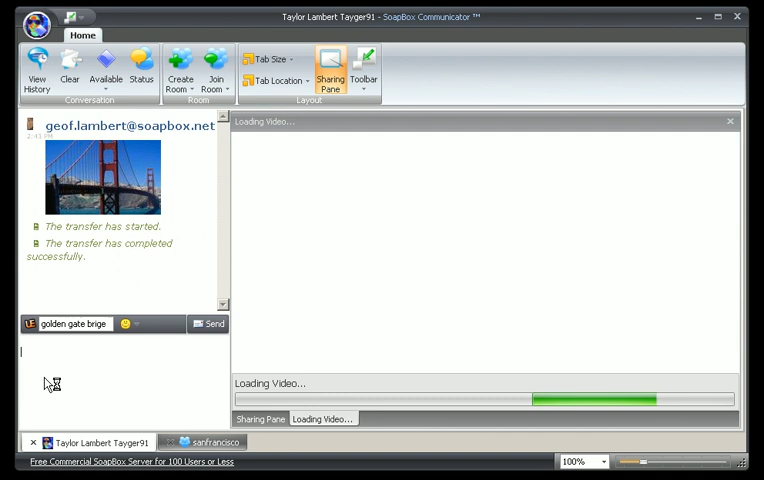 Taylor Lambert Tayger91 - SoapBox Communicator ™
Home
View History
Clear
Available
Status
Create Room
Join Room
Tab Size
Tab Location
Sharing Pane
Toolbar
Conversation
Room
Layout
geof.lambert@soapbox.net
2:43 PM
The transfer has started.
The transfer has completed
successfully.
golden gate brige
Send
Loading Video...
Loading Video...
Sharing Pane
Loading Video...
Taylor Lambert Tayger91
sanfrancisco
Free Commercial SoapBox Server for 100 Users or Less
100%